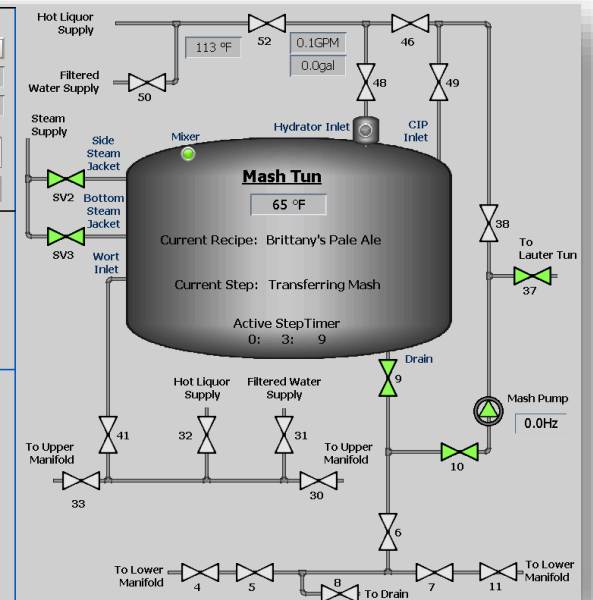 Hot Liquor
Supply
52
46
113 ºF
0.1GPM
0.0gal
Filtered
Water Supply
50
48
49
Steam
Supply
Side
Steam
Jacket
Mixer
Hydrator Inlet
CIP
Inlet
Mash Tun
65 ºF
SV2
Bottom
Steam
Jacket
SV3
Current Recipe: Brittany's Pale Ale
38
To
Lauter Tun
37
Wort
Inlet
Current Step: Transferring Mash
Active StepTimer
0: 3: 9
Drain
9
Hot Liquor
Supply
Filtered Water
Supply
Mash Pump
0.0Hz
41
32
31
To Upper
Manifold
To Upper
Manifold
10
33
30
6
To Lower
Manifold
4
5
8
To Drain
7
11
To Lower
Manifold